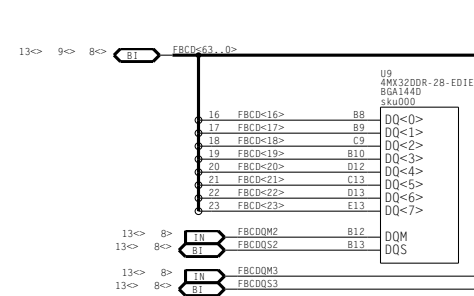 13<> 9<> 8<> BI FBCD<63..0>
U9
4MX32DDR-28-EDIE
BGA144D
sku000
16 FBCD<16> B8 DQ<0>
17 FBCD<17> B9 DQ<1>
18 FBCD<18> C9 DQ<2>
19 FBCD<19> B10 DQ<3>
20 FBCD<20> D12 DQ<4>
21 FBCD<21> C13 DQ<5>
22 FBCD<22> D13 DQ<6>
23 FBCD<23> E13 DQ<7>
13<> 8> IN FBCDQM2 B12 DQM
13<> 8<> BI FBCDQS2 B13 DQS
13<> 8> IN FBCDQM3
13<> 8<> BI FBCDQS3